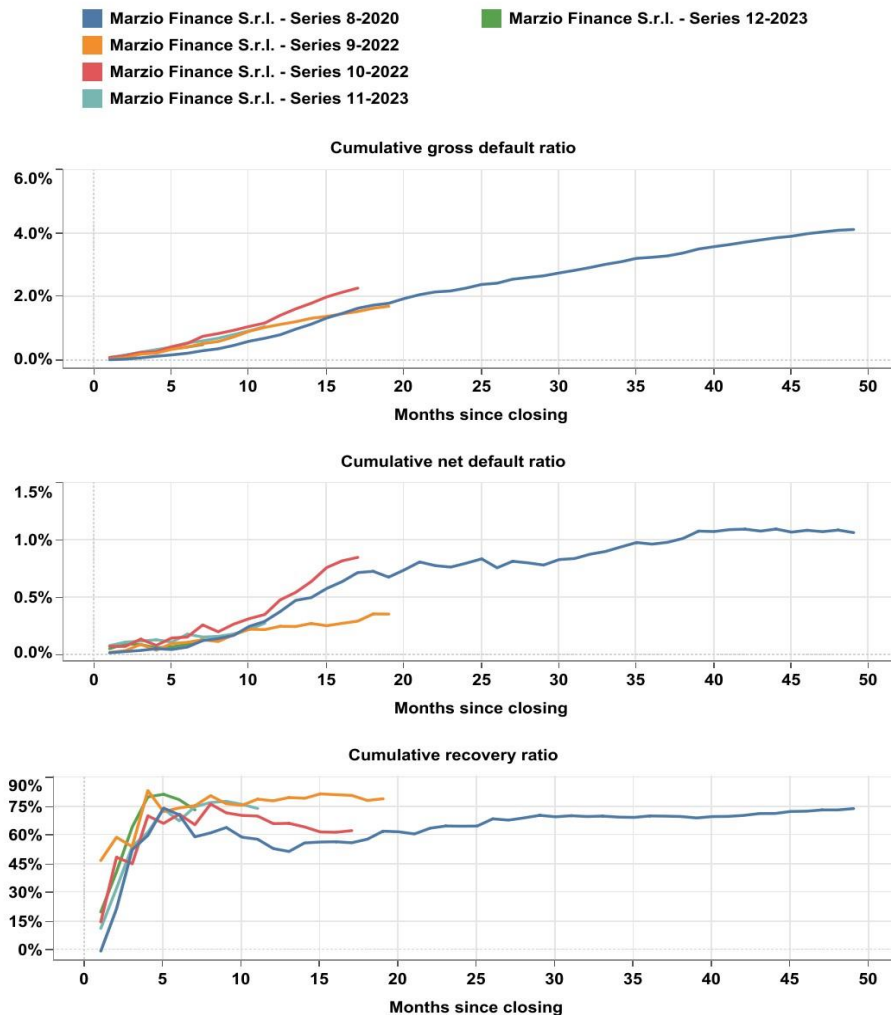 Marzio Finance S.r.l. - Series 8-2020
Marzio Finance S.r.l. - Series 12-2023
Marzio Finance S.r.l. - Series 9-2022
Marzio Finance S.r.l. - Series 10-2022
Marzio Finance S.r.l. - Series 11-2023
Cumulative gross default ratio
6.0%
4.0%
2.0%
0.0%
0 5 10 15 20 25 30 35 40 45 50
Months since closing
Cumulative net default ratio
1.5%
1.0%
0.5%
0.0%
0 5 10 15 20 25 30 35 40 45 50
Months since closing
Cumulative recovery ratio
90%
75%
60%
45%
30%
15%
0%
0 5 10 15 20 25 30 35 40 45 50
Months since closing